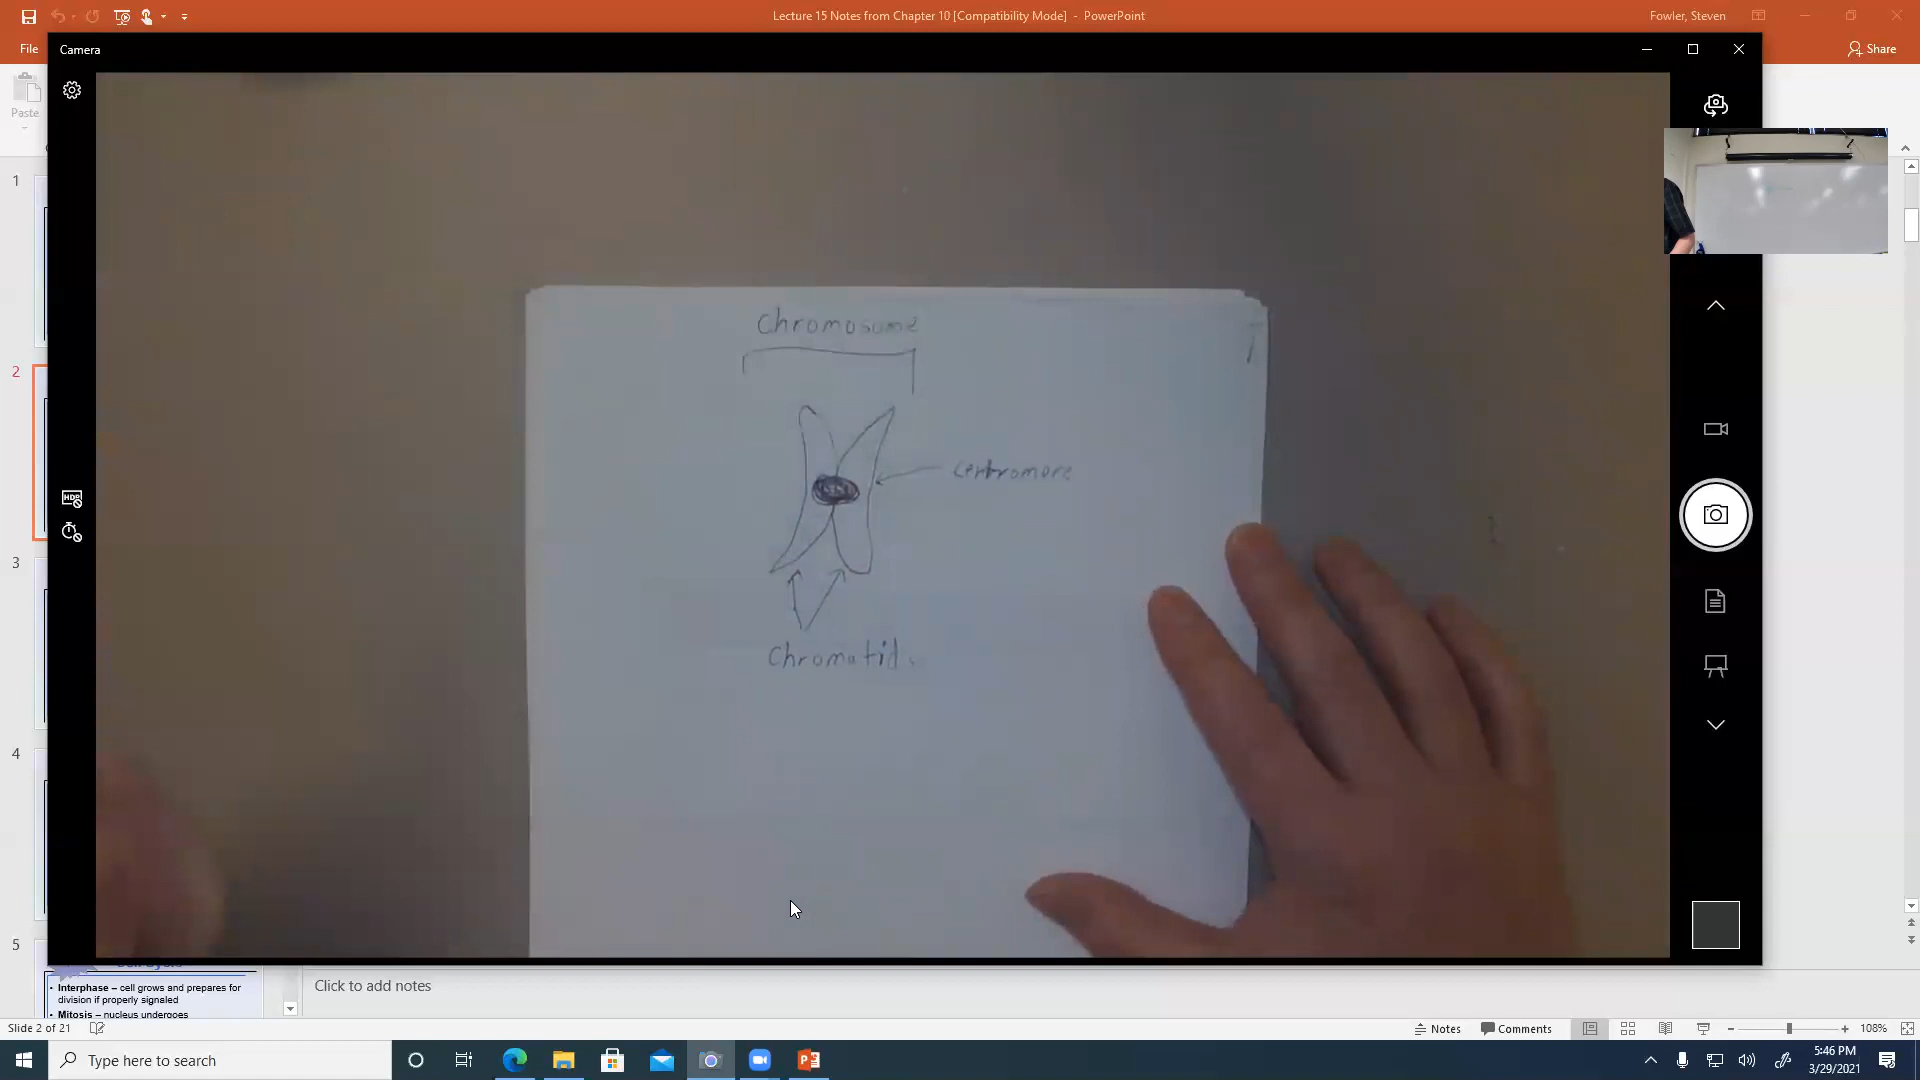 Lecture 15 Notes from Chapter 10 [Compatibility Mode] - PowerPoint
Fowler, Steven
File
Camera
Share
Paste
1
2
3
4
5
Chromosome
Centromere
Chromatids
Interphase – cell grows and prepares for
division if properly signaled
Mitosis – nucleus undergoes
Click to add notes
Slide 2 of 21
Notes
Comments
108%
Type here to search
5:46 PM
3/29/2021